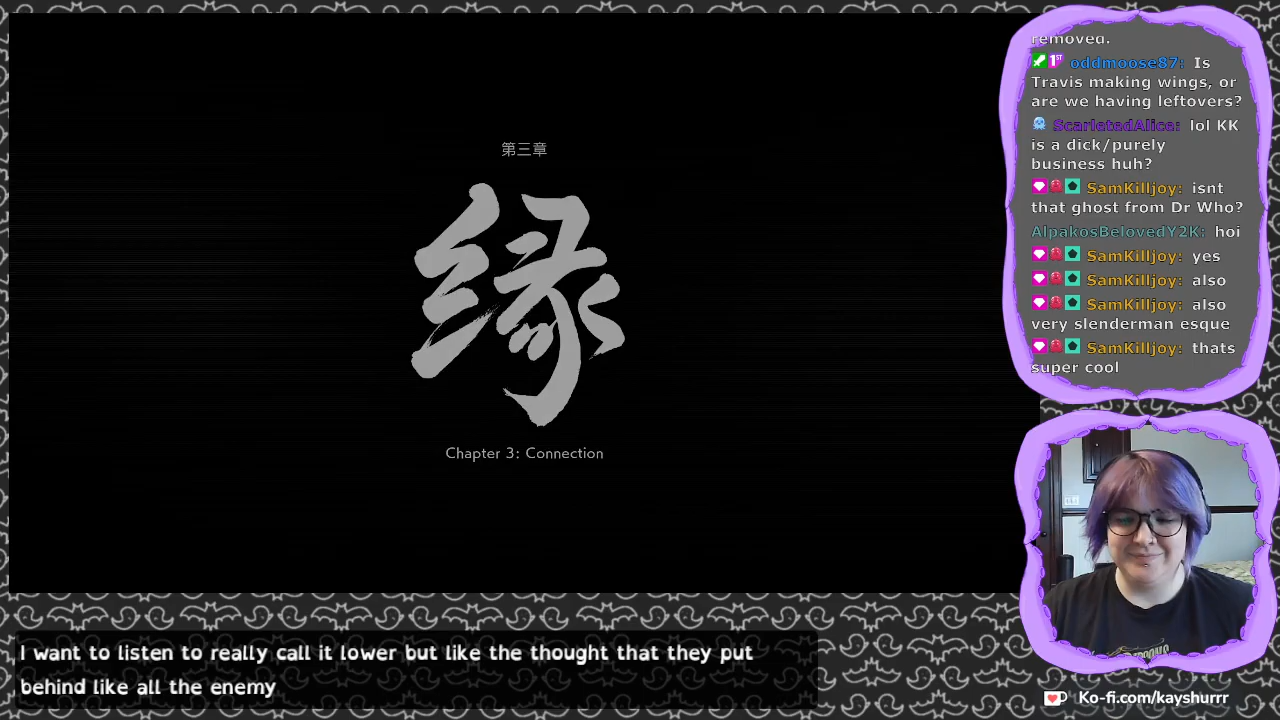 第三章
縁
Chapter 3: Connection
removed.
oddmoose87: Is
Travis making wings, or
are we having leftovers?
ScarletedAlice: lol KK
is a dick/purely
business huh?
SamKilljoy: isnt
that ghost from Dr Who?
AlpakosBelovedY2K: hoi
SamKilljoy: yes
SamKilljoy: also
SamKilljoy: also
very slenderman esque
SamKilljoy: thats
super cool
I want to listen to really call it lower but like the thought that they put
behind like all the enemy
Ko-fi.com/kayshurrr